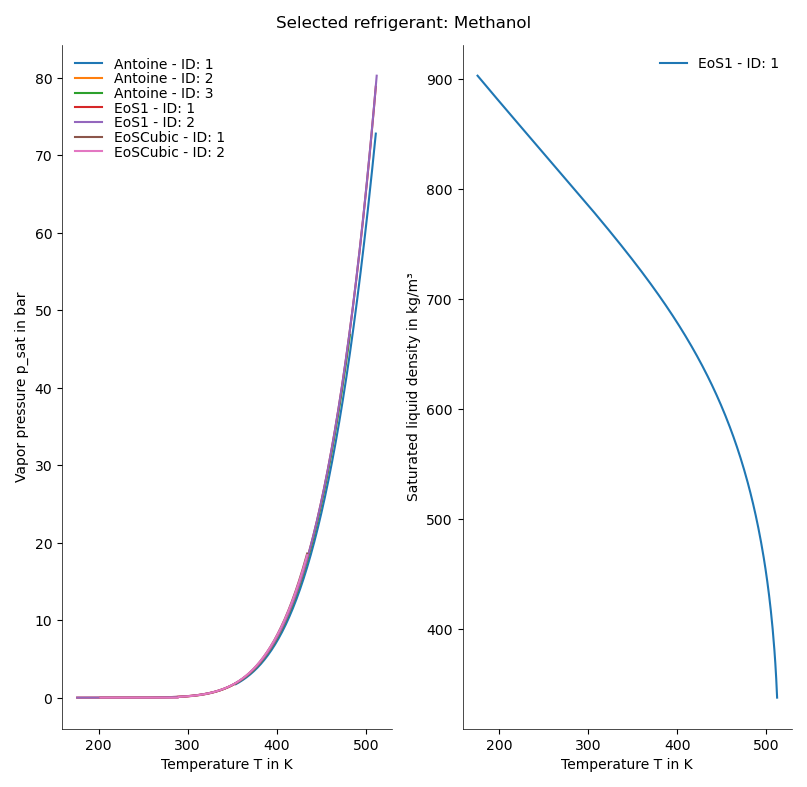 Selected refrigerant: Methanol
Antoine - ID: 1
Antoine - ID: 2
Antoine - ID: 3
EoS1 - ID: 1
EoS1 - ID: 2
EoSCubic - ID: 1
EoSCubic - ID: 2
80
70
60
50
40
30
20
10
0
Vapor pressure p_sat in bar
200 300 400 500
Temperature T in K
EoS1 - ID: 1
900
800
700
600
500
400
Saturated liquid density in kg/m³
200 300 400 500
Temperature T in K